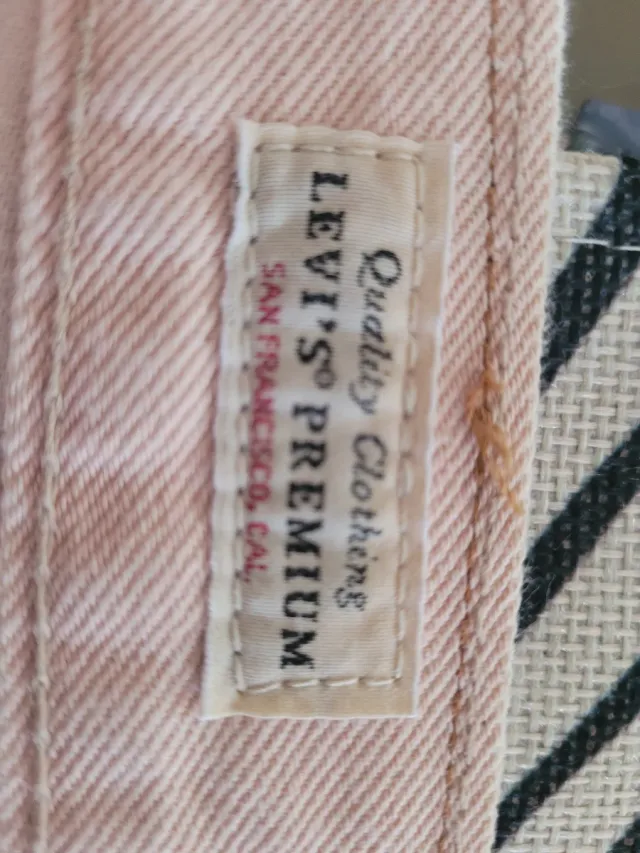 Quality Clothing
LEVI'S® PREMIUM
SAN FRANCISCO, CAL.